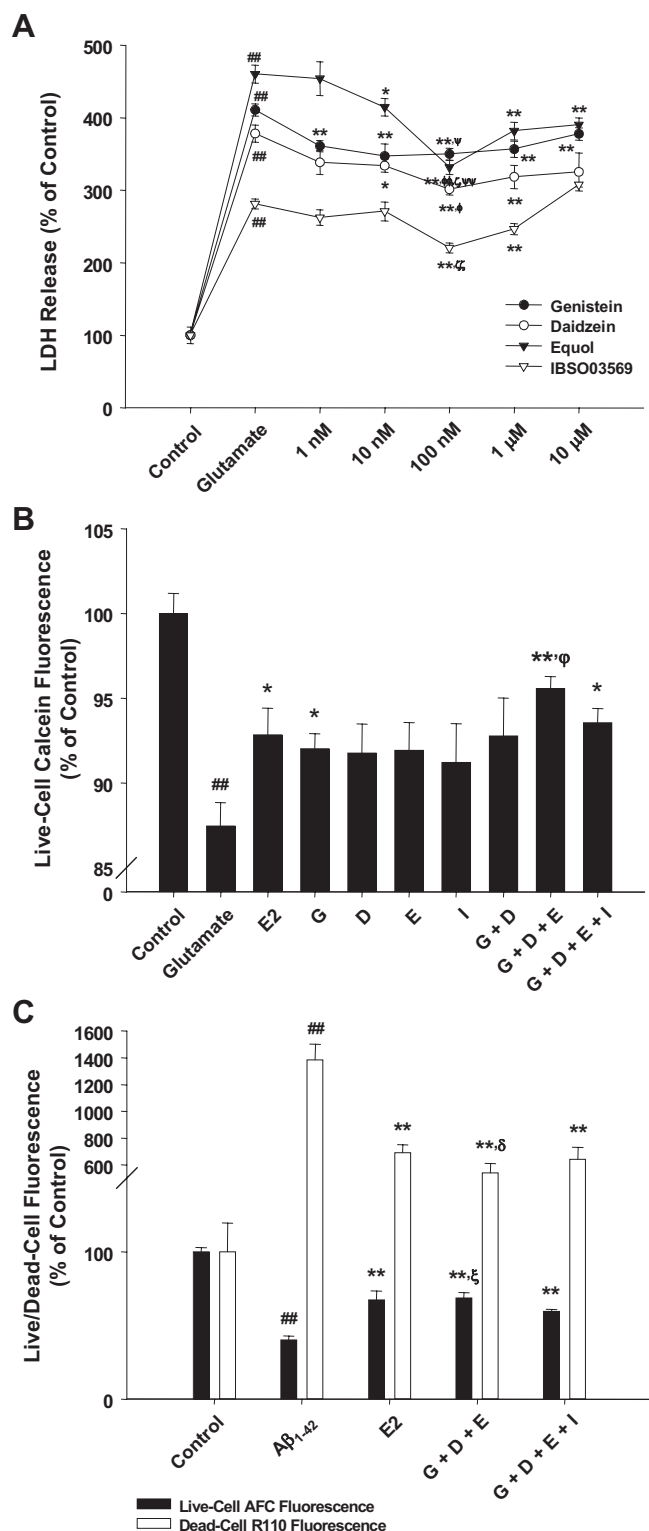 A
LDH Release (% of Control)
500
400
300
200
100
0
##
##
##
##
**
*
**
*
**,ψ
**,ϕ
**
**
**
**
**
Genistein
Daidzein
Equol
IBSO03569
Control
Glutamate
1 nM
10 nM
100 nM
1 µM
10 µM
B
Live-Cell Calcein Fluorescence
(% of Control)
105
100
95
90
85
0
##
*
*
**,φ
*
Control
Glutamate
E2
G
D
E
I
G + D
G + D + E
G + D + E + I
C
Live/Dead-Cell Fluorescence
(% of Control)
1600
1400
1200
1000
800
600
100
0
##
##
**
**
**,δ
**,ξ
**
**
Control
Aβ1-42
E2
G + D + E
G + D + E + I
Live-Cell AFC Fluorescence
Dead-Cell R110 Fluorescence